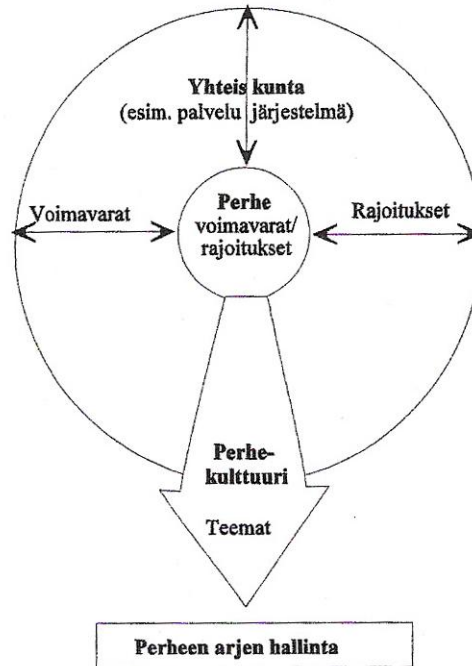 Yhteis kunta
(esim. palvelu järjestelmä)
Voimavarat
Perhe
voimavarat/
rajoitukset
Rajoitukset
Perhe-
kulttuuri
Teemat
Perheen arjen hallinta